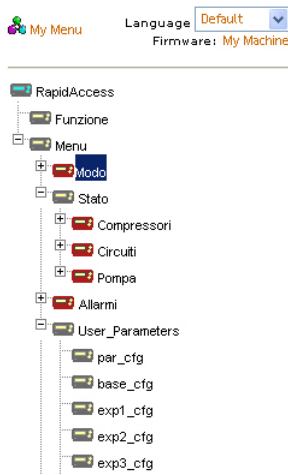 My Menu
Language Default
Firmware: My Machine
RapidAccess
Funzione
Menu
Modo
Stato
Compressori
Circuiti
Pompa
Allarmi
User_Parameters
par_cfg
base_cfg
exp1_cfg
exp2_cfg
exp3_cfg